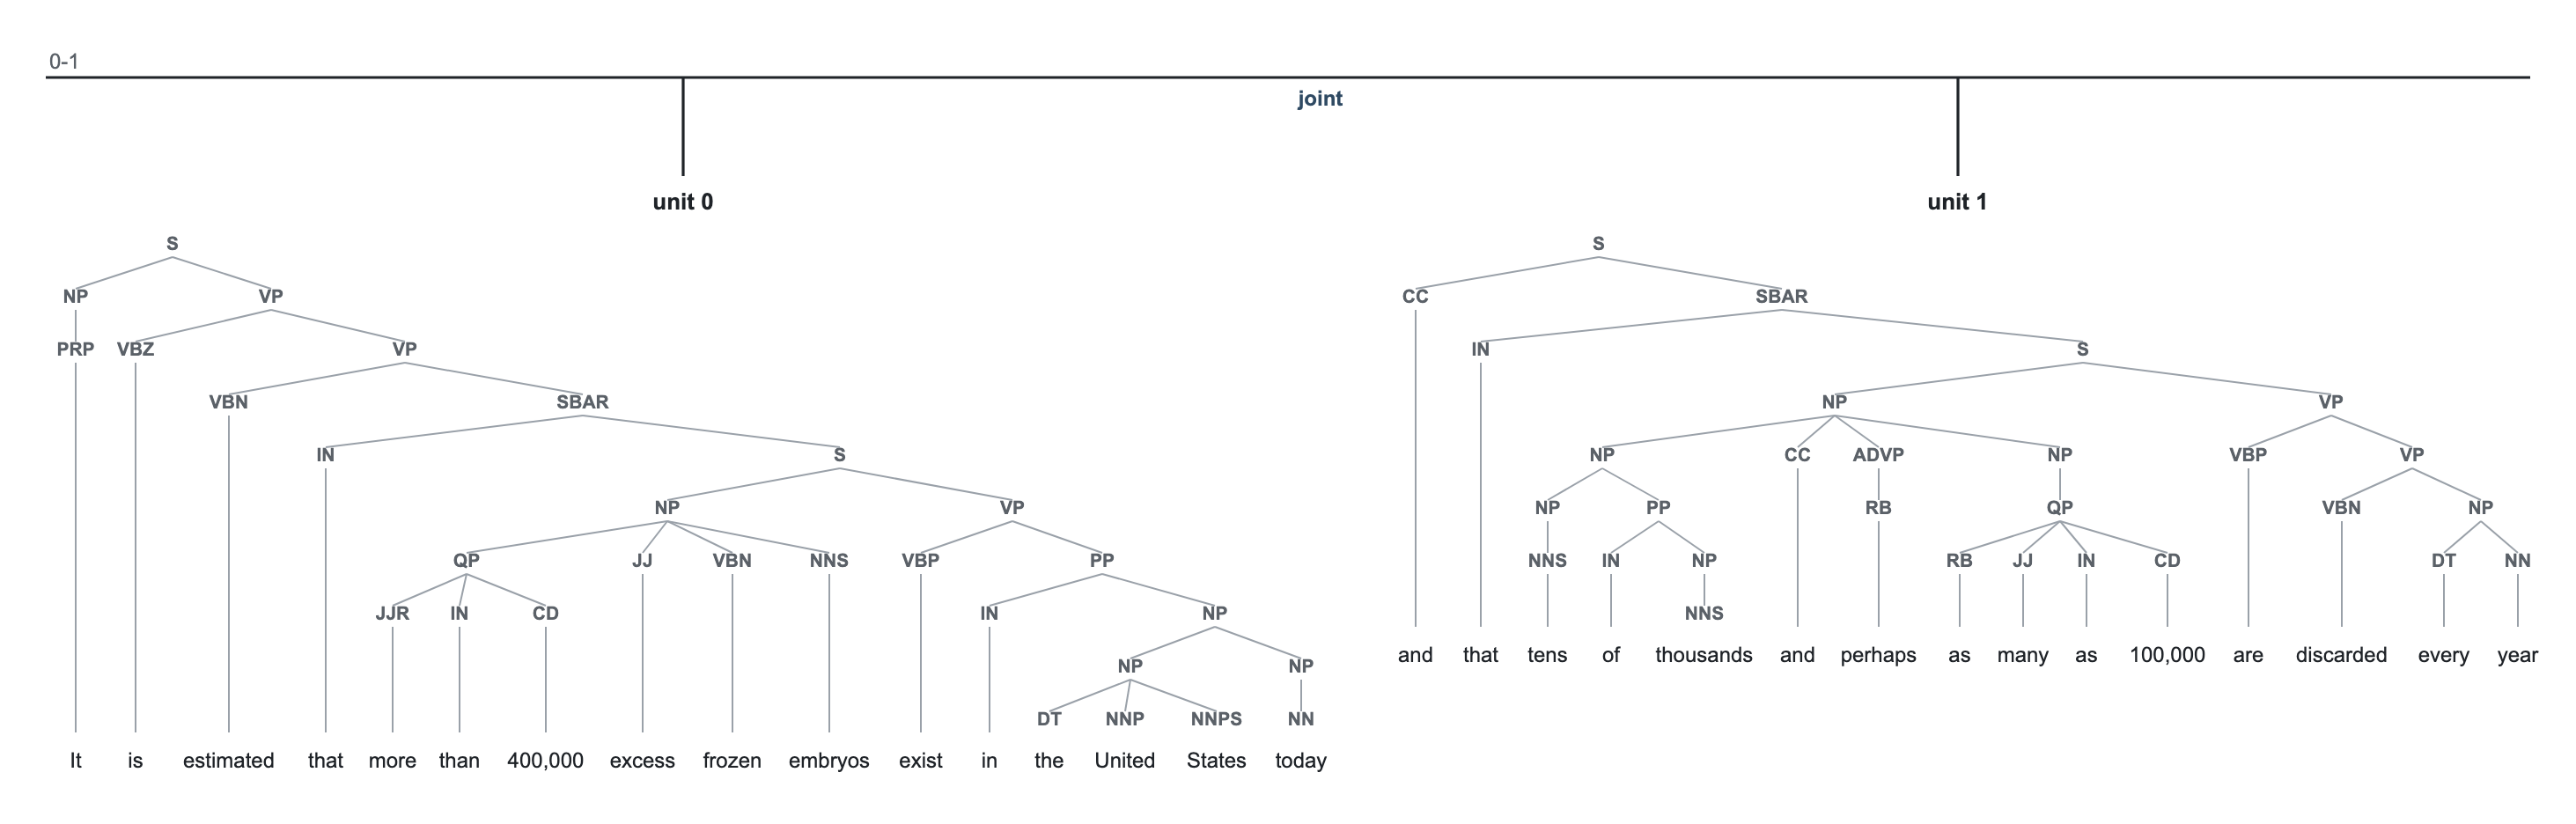 0-1
joint
unit 0 unit 1
S S
NP VP CC SBAR
PRP VBZ VP IN S
VBN SBAR NP VP
IN S NP CC ADVP NP VBP VP
NP VP NP PP RB QP VBN NP
QP JJ VBN NNS VBP PP NNS IN NP RB JJ IN CD DT NN
JJR IN CD IN NP NNS
and that tens of thousands and perhaps as many as 100,000 are discarded every year
NP NP
DT NNP NNPS NN
It is estimated that more than 400,000 excess frozen embryos exist in the United States today